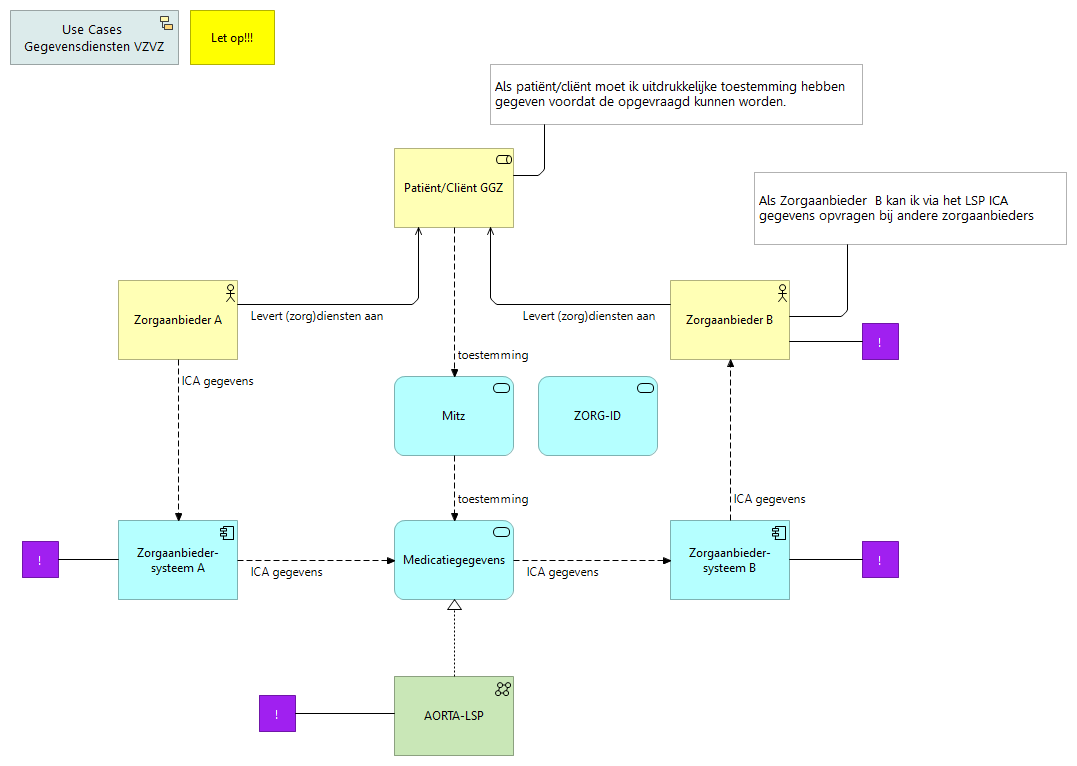 Use Cases
Gegevensdiensten VZVZ
Let op!!!
Als patiënt/cliënt moet ik uitdrukkelijke toestemming hebben
gegeven voordat de opgevraagd kunnen worden.
Patiënt/Cliënt GGZ
Als Zorgaanbieder  B kan ik via het LSP ICA
gegevens opvragen bij andere zorgaanbieders
Zorgaanbieder A
Levert (zorg)diensten aan
Levert (zorg)diensten aan
Zorgaanbieder B
!
toestemming
ICA gegevens
Mitz
ZORG-ID
toestemming
ICA gegevens
!
Zorgaanbieder-
systeem A
ICA gegevens
Medicatiegegevens
ICA gegevens
Zorgaanbieder-
systeem B
!
!
AORTA-LSP